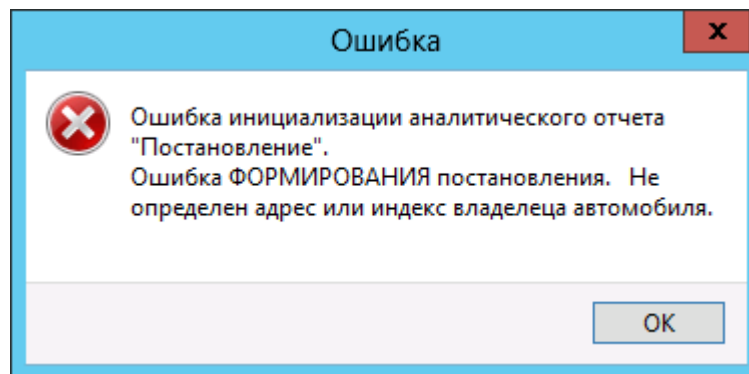 Ошибка
x
Ошибка инициализации аналитического отчета
"Постановление".
Ошибка ФОРМИРОВАНИЯ постановления.   Не
определен адрес или индекс владелеца автомобиля.
OK